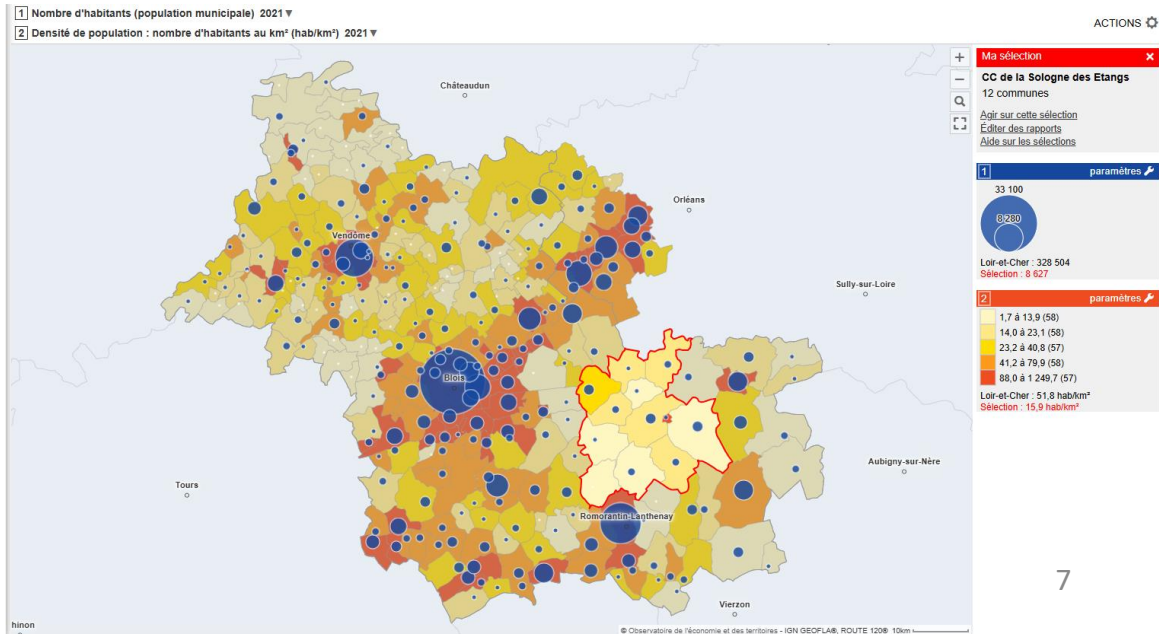 1 Nombre d'habitants (population municipale) 2021 ▼
2 Densité de population : nombre d'habitants au km² (hab/km²) 2021 ▼
ACTIONS
Ma sélection ×
CC de la Sologne des Etangs
12 communes
Agir sur cette sélection
Éditer des rapports
Aide sur les sélections
1 paramètres
33 100
8 280
Loir-et-Cher : 328 504
Sélection : 8 627
2 paramètres
1,7 à 13,9 (58)
14,0 à 23,1 (58)
23,2 à 40,8 (57)
41,2 à 79,9 (58)
88,0 à 1 249,7 (57)
Loir-et-Cher : 51,8 hab/km²
Sélection : 15,9 hab/km²
+
−
Châteaudun
Orléans
Vendôme
Sully-sur-Loire
Blois
Aubigny-sur-Nère
Tours
Romorantin-Lanthenay
Vierzon
hinon
© Observatoire de l'économie et des territoires - IGN GEOFLA®, ROUTE 120® 10km
7